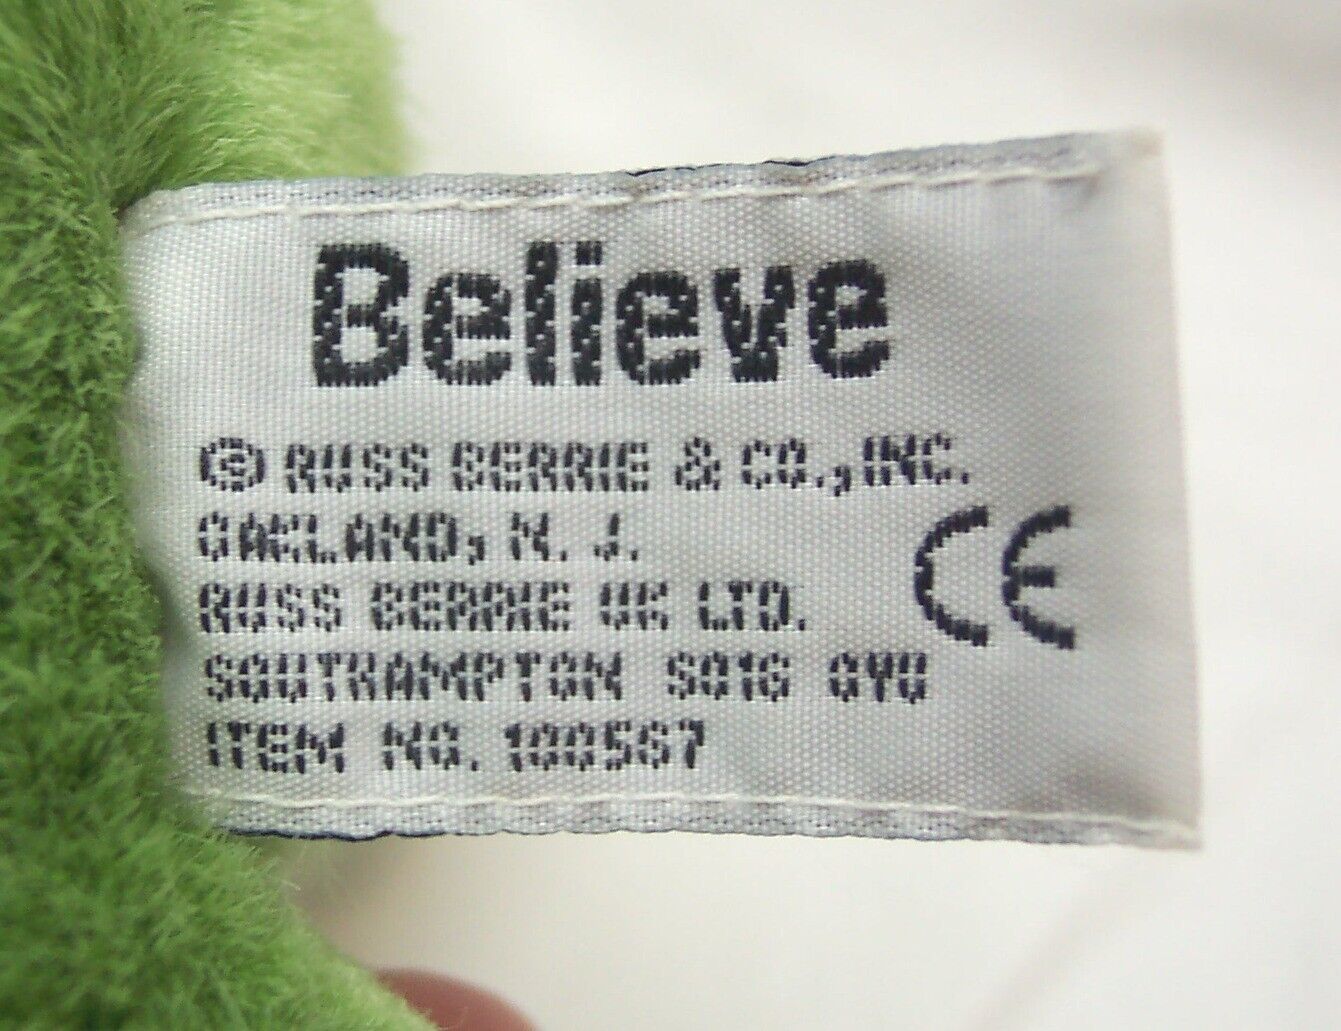 Believe
© RUSS BERRIE & CO., INC.
OAKLAND, N. J.
RUSS BERRIE UK LTD.
SOUTHAMPTON SO16 0YU
ITEM NO. 100567
CE